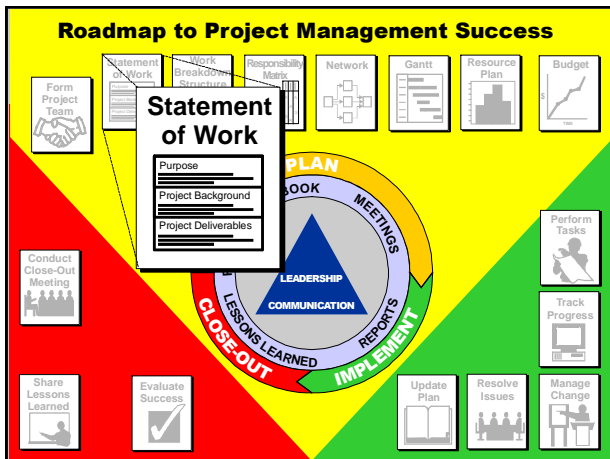 Roadmap to Project Management Success
Form
Project
Team
Statement
of Work
Purpose
Work
Breakdown
Structure
Responsibility
Matrix
Network
Gantt
Resource
Plan
Budget
$
TIME
Statement
of Work
Purpose
Project Background
Project Deliverables
PLAN
BOOK
MEETINGS
REPORTS
LESSONS LEARNED
IMPLEMENT
CLOSE-OUT
LEADERSHIP
COMMUNICATION
Perform
Tasks
Track
Progress
Manage
Change
Resolve
Issues
Update
Plan
Conduct
Close-Out
Meeting
Share
Lessons
Learned
Evaluate
Success